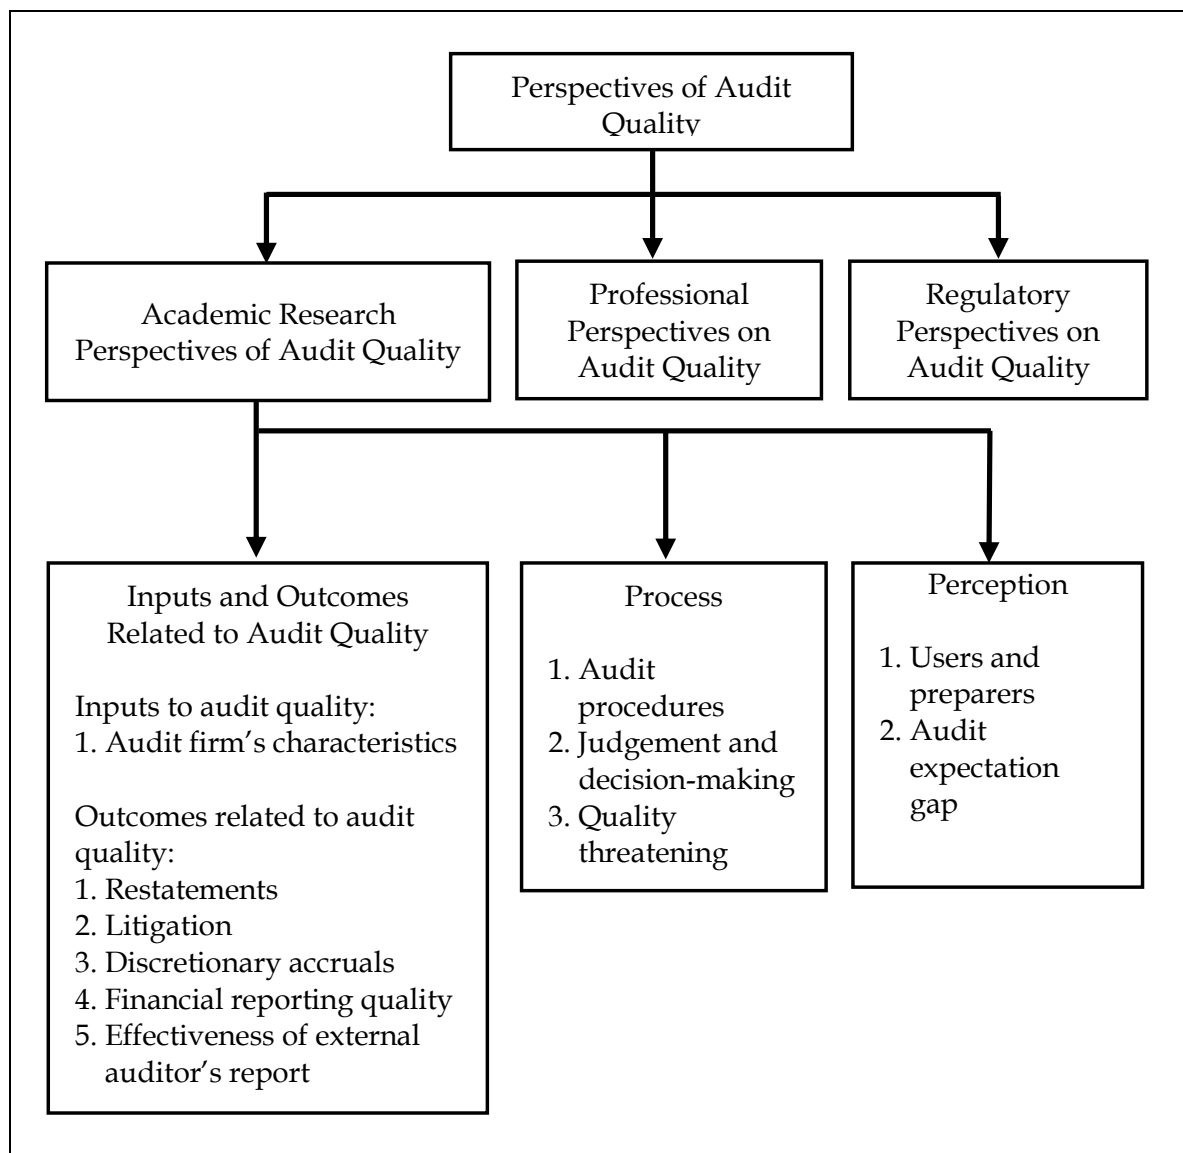 Perspectives of Audit
Quality
Academic Research
Perspectives of Audit Quality
Professional
Perspectives on
Audit Quality
Regulatory
Perspectives on
Audit Quality
Inputs and Outcomes
Related to Audit Quality
Inputs to audit quality:
1. Audit firm’s characteristics
Outcomes related to audit
quality:
1. Restatements
2. Litigation
3. Discretionary accruals
4. Financial reporting quality
5. Effectiveness of external
auditor’s report
Process
1. Audit
procedures
2. Judgement and
decision-making
3. Quality
threatening
Perception
1. Users and
preparers
2. Audit
expectation
gap